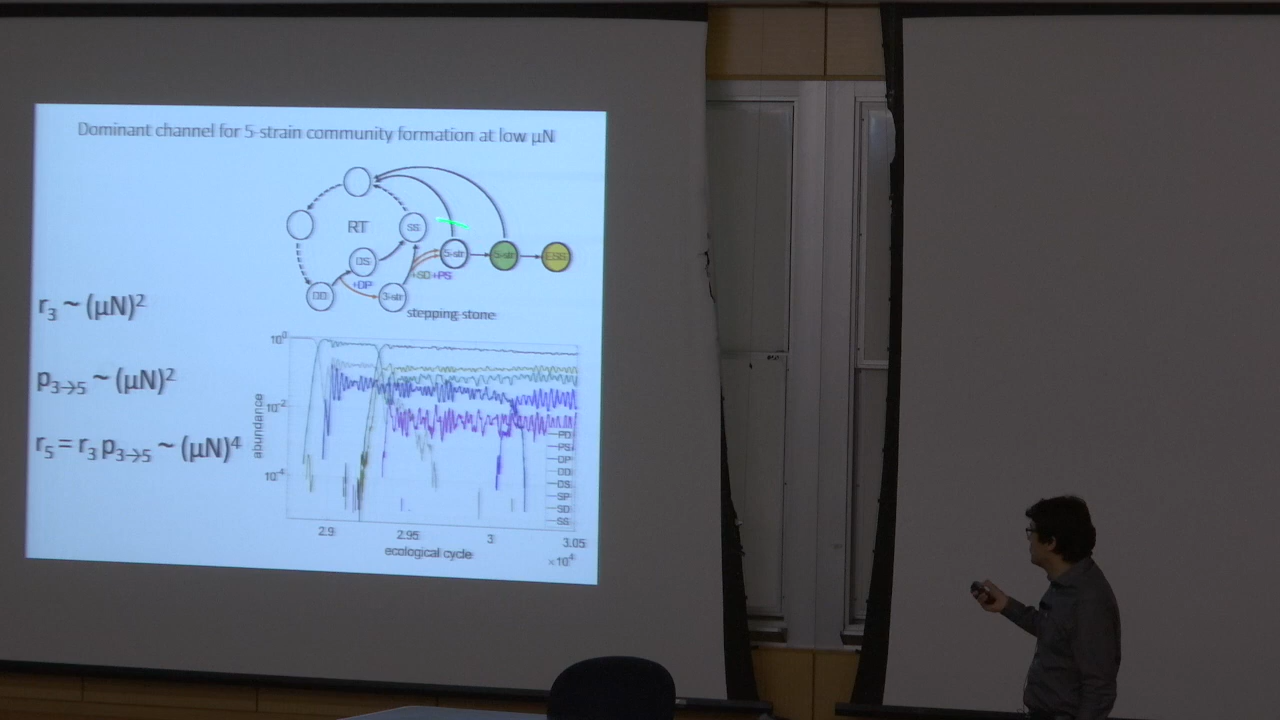 Dominant channel for 5-strain community formation at low µN
RT
SS
DS
5-str
5-str
ESS
+SD+PS
+DP
DD
3-str
stepping stone
r3 ~ (µN)2
p3→5 ~ (µN)2
r5 = r3 p3→5 ~ (µN)4
abundance
100
10-2
10-4
PD
PS
DP
DD
DS
SP
SD
SS
2.9
2.95
3
3.05
ecological cycle
×104